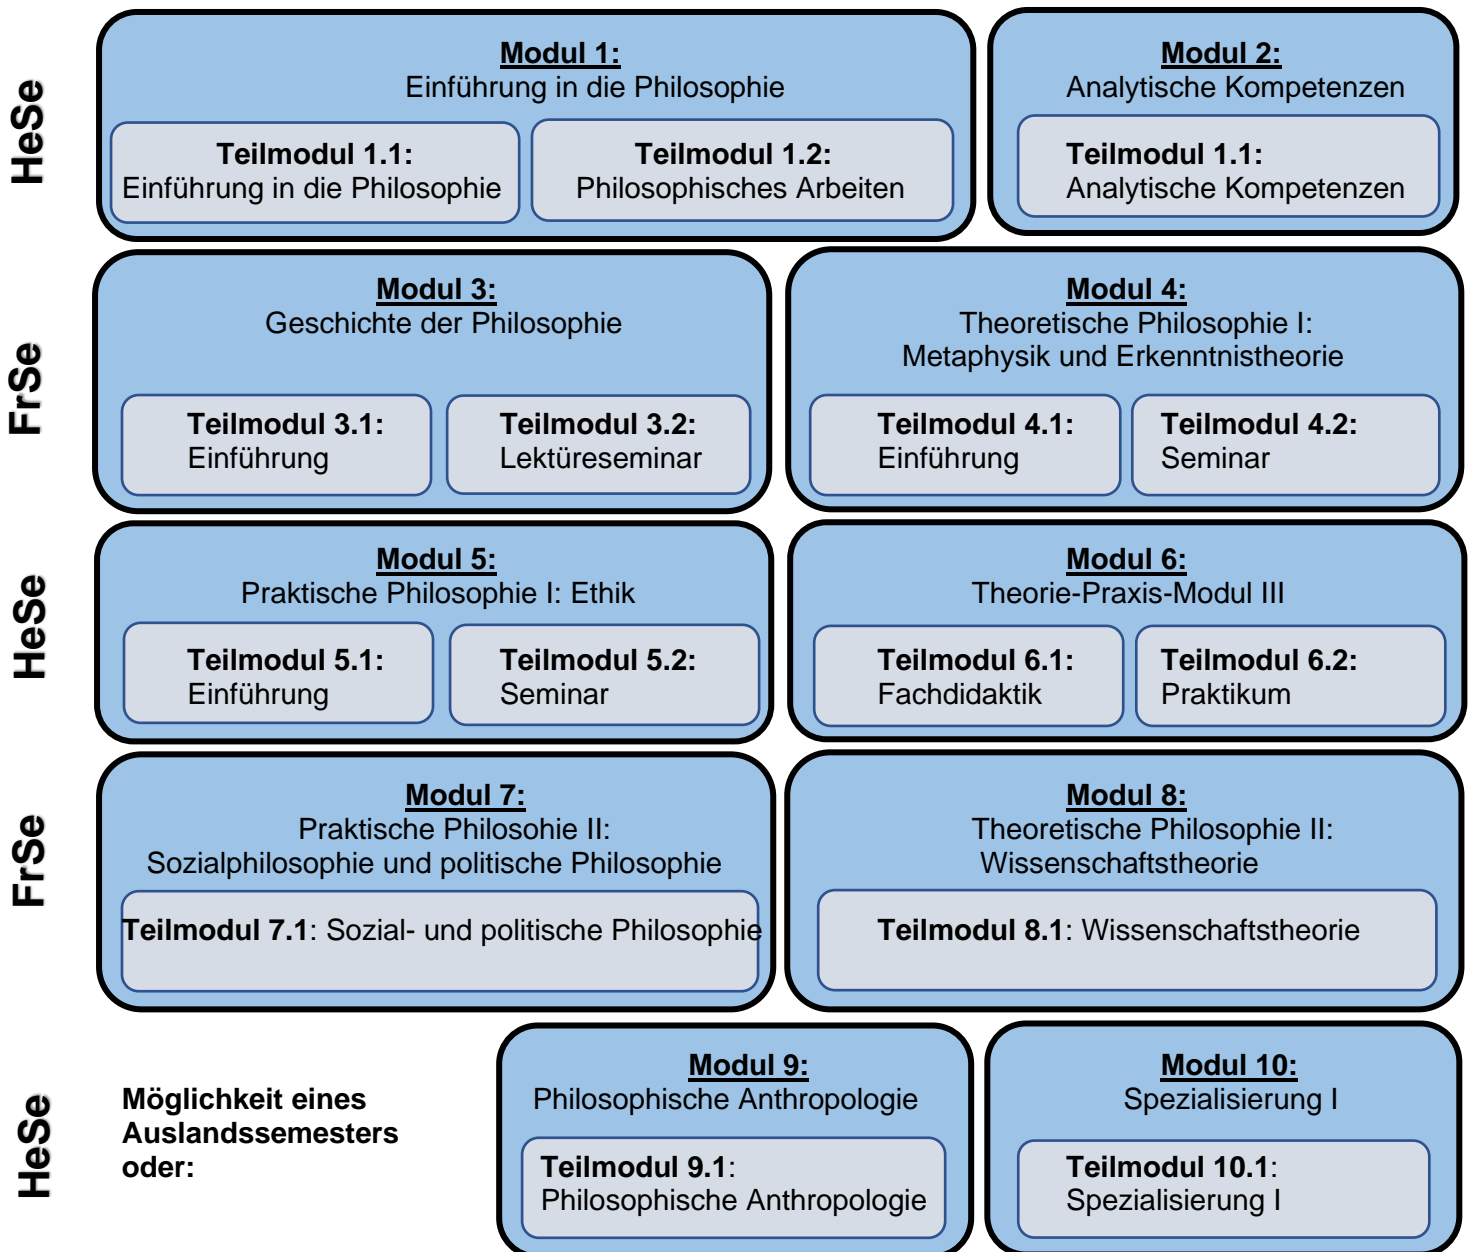 HeSe
Modul 1:
Einführung in die Philosophie
Teilmodul 1.1:
Einführung in die Philosophie
Teilmodul 1.2:
Philosophisches Arbeiten
Modul 2:
Analytische Kompetenzen
Teilmodul 1.1:
Analytische Kompetenzen
FrSe
Modul 3:
Geschichte der Philosophie
Teilmodul 3.1:
Einführung
Teilmodul 3.2:
Lektüreseminar
Modul 4:
Theoretische Philosophie I:
Metaphysik und Erkenntnistheorie
Teilmodul 4.1:
Einführung
Teilmodul 4.2:
Seminar
HeSe
Modul 5:
Praktische Philosophie I: Ethik
Teilmodul 5.1:
Einführung
Teilmodul 5.2:
Seminar
Modul 6:
Theorie-Praxis-Modul III
Teilmodul 6.1:
Fachdidaktik
Teilmodul 6.2:
Praktikum
FrSe
Modul 7:
Praktische Philosohie II:
Sozialphilosophie und politische Philosophie
Teilmodul 7.1: Sozial- und politische Philosophie
Modul 8:
Theoretische Philosophie II:
Wissenschaftstheorie
Teilmodul 8.1: Wissenschaftstheorie
HeSe
Möglichkeit eines
Auslandssemesters
oder:
Modul 9:
Philosophische Anthropologie
Teilmodul 9.1:
Philosophische Anthropologie
Modul 10:
Spezialisierung I
Teilmodul 10.1:
Spezialisierung I